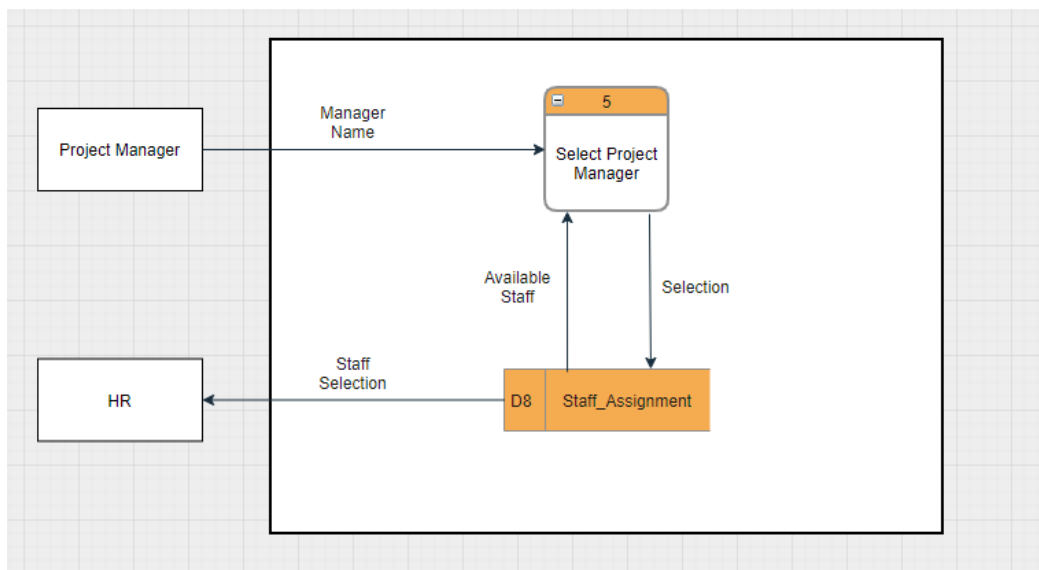 5
Manager
Name
Project Manager
Select Project
Manager
Available
Staff
Selection
Staff
Selection
HR
D8
Staff_Assignment